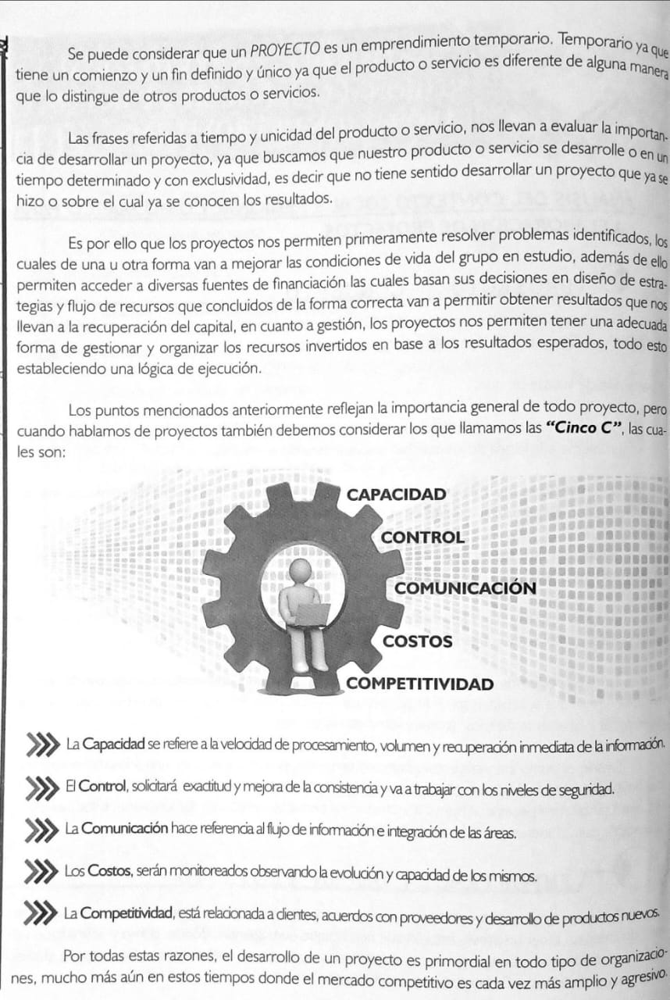 Se puede considerar que un PROYECTO es un emprendimiento temporario. Temporario ya que
tiene un comienzo y un fin definido y único ya que el producto o servicio es diferente de alguna manera
que lo distingue de otros productos o servicios.
Las frases referidas a tiempo y unicidad del producto o servicio, nos llevan a evaluar la importan-
cia de desarrollar un proyecto, ya que buscamos que nuestro producto o servicio se desarrolle o en un
tiempo determinado y con exclusividad, es decir que no tiene sentido desarrollar un proyecto que ya se
hizo o sobre el cual ya se conocen los resultados.
Es por ello que los proyectos nos permiten primeramente resolver problemas identificados, los
cuales de una u otra forma van a mejorar las condiciones de vida del grupo en estudio, además de ello
permiten acceder a diversas fuentes de financiación las cuales basan sus decisiones en diseño de estra-
tegias y flujo de recursos que concluidos de la forma correcta van a permitir obtener resultados que nos
llevan a la recuperación del capital, en cuanto a gestión, los proyectos nos permiten tener una adecuada
forma de gestionar y organizar los recursos invertidos en base a los resultados esperados, todo esto
estableciendo una lógica de ejecución.
Los puntos mencionados anteriormente reflejan la importancia general de todo proyecto, pero
cuando hablamos de proyectos también debemos considerar los que llamamos las “Cinco C”, las cua-
les son:
CAPACIDAD
CONTROL
COMUNICACIÓN
COSTOS
COMPETITIVIDAD
La Capacidad se refiere a la velocidad de procesamiento, volumen y recuperación inmediata de la información.
El Control, solicitará exactitud y mejora de la consistencia y va a trabajar con los niveles de seguridad.
La Comunicación hace referencia al flujo de información e integración de las áreas.
Los Costos, serán monitoreados observando la evolución y capacidad de los mismos.
La Competitividad, está relacionada a clientes, acuerdos con proveedores y desarrollo de productos nuevos.
Por todas estas razones, el desarrollo de un proyecto es primordial en todo tipo de organizacio-
nes, mucho más aún en estos tiempos donde el mercado competitivo es cada vez más amplio y agresivo.